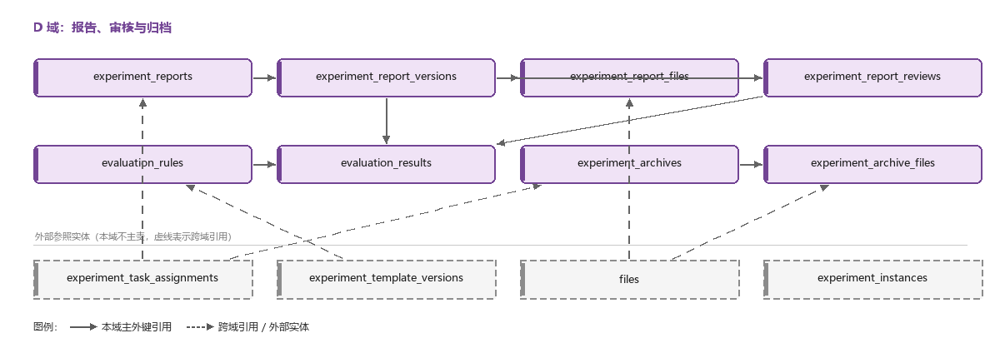 D 域：报告、审核与归档
experiment_reports
experiment_report_versions
experiment_report_files
experiment_report_reviews
evaluation_rules
evaluation_results
experiment_archives
experiment_archive_files
外部参照实体（本域不主责，虚线表示跨域引用）
experiment_task_assignments
experiment_template_versions
files
experiment_instances
图例： 本域主外键引用 跨域引用 / 外部实体